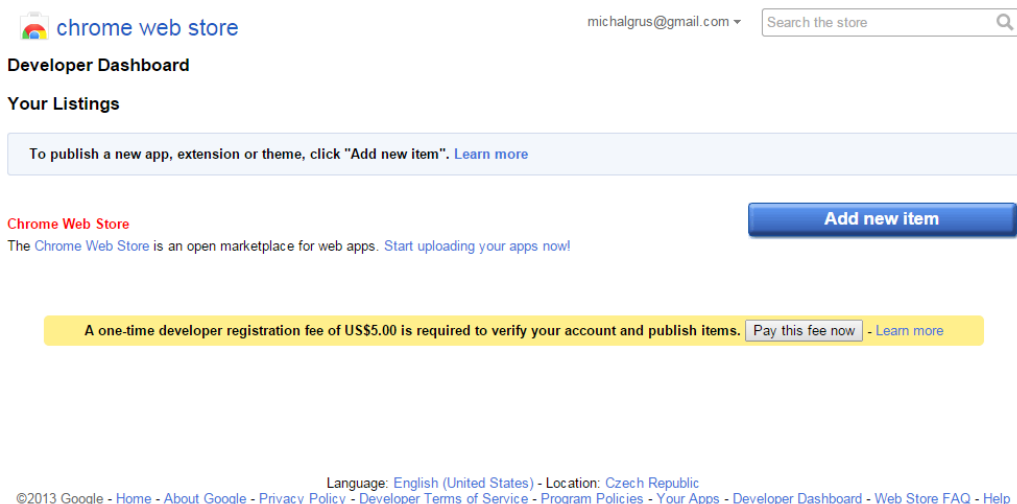 chrome web store
michalgrus@gmail.com
Search the store
Developer Dashboard
Your Listings
To publish a new app, extension or theme, click "Add new item". Learn more
Chrome Web Store
Add new item
The Chrome Web Store is an open marketplace for web apps. Start uploading your apps now!
A one-time developer registration fee of US$5.00 is required to verify your account and publish items. Pay this fee now - Learn more
Language: English (United States) - Location: Czech Republic
©2013 Google - Home - About Google - Privacy Policy - Developer Terms of Service - Program Policies - Your Apps - Developer Dashboard - Web Store FAQ - Help